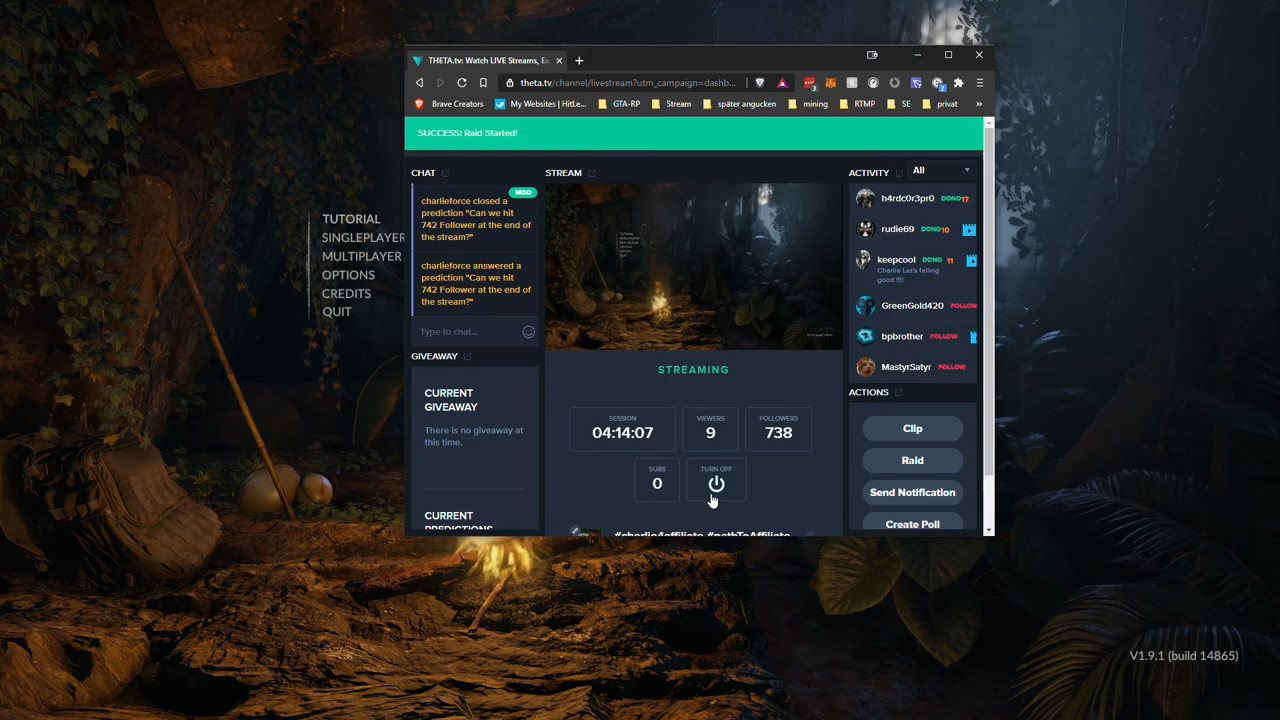 THETA.tv: Watch LIVE Streams, Ea
theta.tv/channel/livestream?utm_campaign=dashb...
3
2
Brave Creators
My Websites | HitLe...
GTA-RP
Stream
später angucken
mining
RTMP
SE
privat
»
SUCCESS: Raid Started!
CHAT
MOD
charlieforce closed a
prediction "Can we hit
742 Follower at the end of
the stream?"
charlieforce answered a
prediction "Can we hit
742 Follower at the end of
the stream?"
Type to chat...
GIVEAWAY
CURRENT
GIVEAWAY
There is no giveaway at
this time.
CURRENT
PREDICTIONS
STREAM
STREAMING
SESSION
04:14:07
VIEWERS
9
FOLLOWERS
738
SUBS
0
TURN OFF
#charlie4affiliate #pathToAffiliate
ACTIVITY
All
h4rdc0r3pr0 DONO 17
rudie69 DONO 10
keepcool DONO 11
Charlie Let's felling
good !!!!
GreenGold420 FOLLOW
bpbrother FOLLOW
MastyrSatyr FOLLOW
ACTIONS
Clip
Raid
Send Notification
Create Poll
TUTORIAL
SINGLEPLAYER
MULTIPLAYER
OPTIONS
CREDITS
QUIT
V1.9.1 (build 14865)